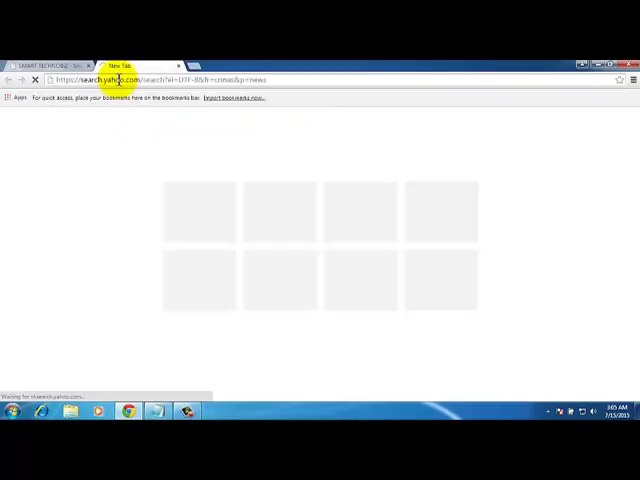 SMART TECHNOBIZ - Sma
New Tab
https://search.yahoo.com/search?ei=UTF-8&fr=crmas&p=news
Apps For quick access, place your bookmarks here on the bookmarks bar. Import bookmarks now...
Waiting for nl.search.yahoo.com...
3:05 AM
7/15/2015